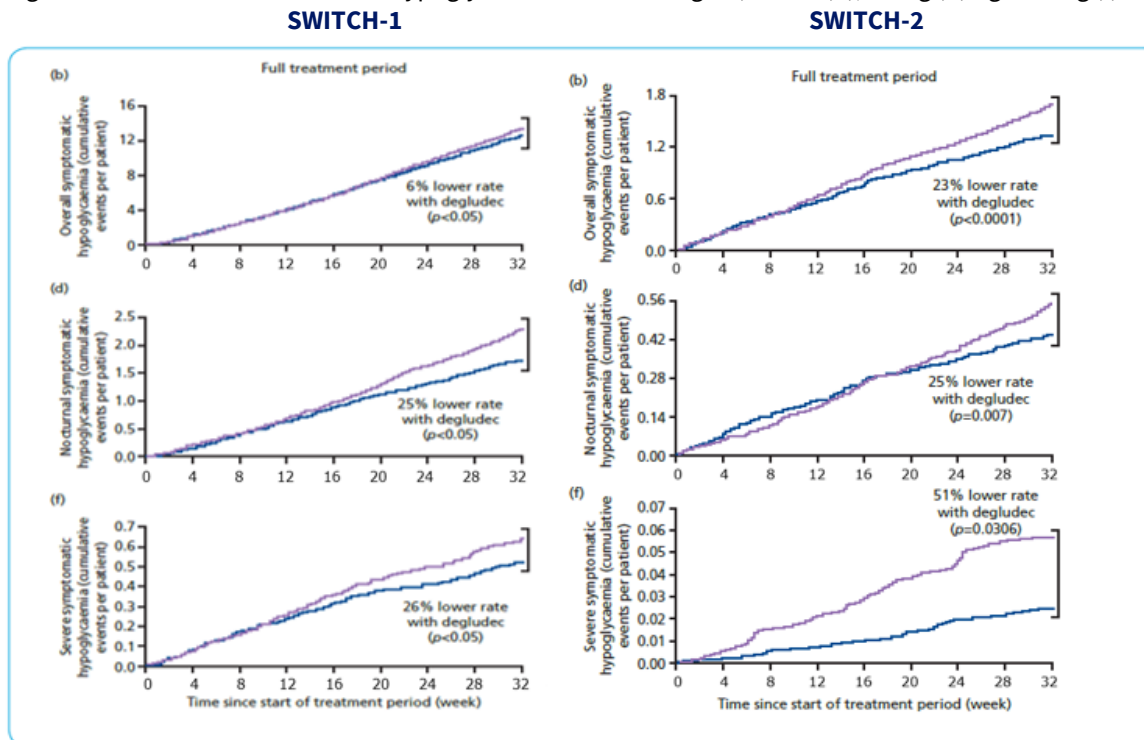 SWITCH-1
SWITCH-2
(b)
Full treatment period
Overall symptomatic
hypoglycaemia (cumulative
events per patient)
16
12
8
4
0
6% lower rate
with degludec
(p<0.05)
0 4 8 12 16 20 24 28 32
(d)
Nocturnal symptomatic
hypoglycaemia (cumulative
events per patient)
2.5
2.0
1.5
1.0
0.5
0.0
25% lower rate
with degludec
(p<0.05)
0 4 8 12 16 20 24 28 32
(f)
Severe symptomatic
hypoglycaemia (cumulative
events per patient)
0.7
0.6
0.5
0.4
0.3
0.2
0.1
0.0
26% lower rate
with degludec
(p<0.05)
0 4 8 12 16 20 24 28 32
Time since start of treatment period (week)
(b)
Full treatment period
Overall symptomatic
hypoglycaemia (cumulative
events per patient)
1.8
1.2
0.6
0.0
23% lower rate
with degludec
(p<0.0001)
0 4 8 12 16 20 24 28 32
(d)
Nocturnal symptomatic
hypoglycaemia (cumulative
events per patient)
0.56
0.42
0.28
0.14
0.00
25% lower rate
with degludec
(p=0.007)
0 4 8 12 16 20 24 28 32
(f)
Severe symptomatic
hypoglycaemia (cumulative
events per patient)
0.07
0.06
0.05
0.04
0.03
0.02
0.01
0.00
51% lower rate
with degludec
(p=0.0306)
0 4 8 12 16 20 24 28 32
Time since start of treatment period (week)